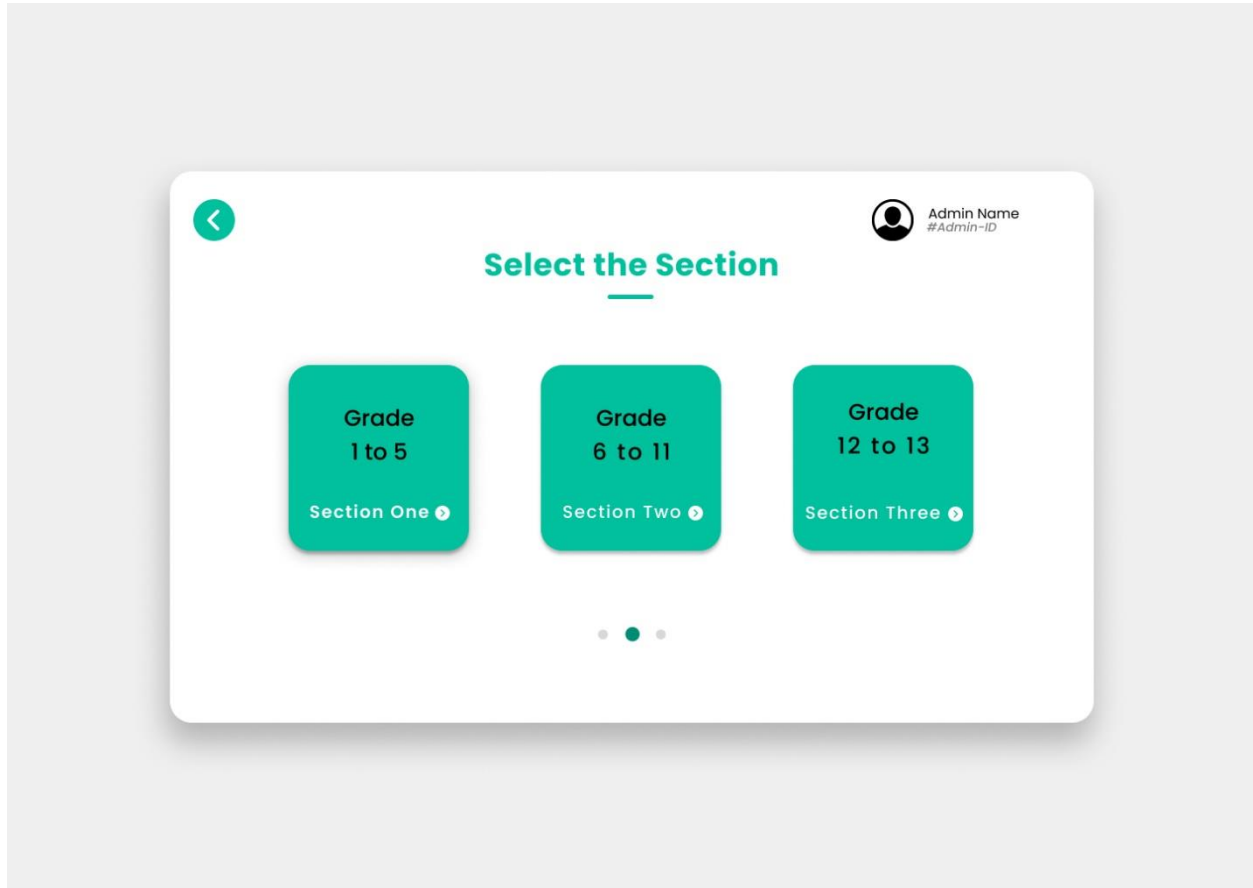 Admin Name
#Admin-ID
Select the Section
Grade
1 to 5
Section One
Grade
6 to 11
Section Two
Grade
12 to 13
Section Three